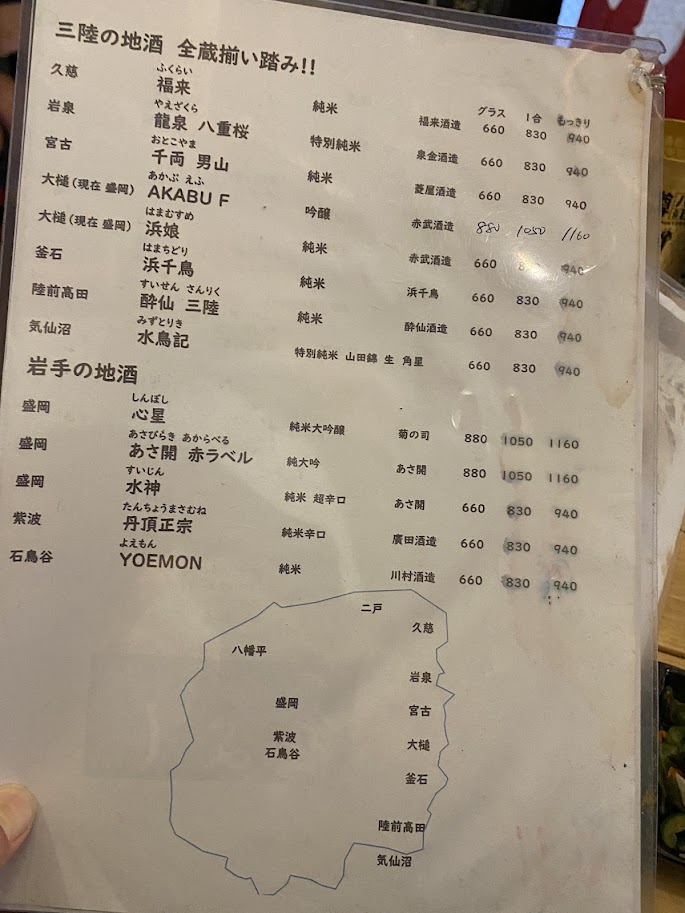 三陸の地酒 全蔵揃い踏み!!
グラス 1合 もっきり
久慈 福来 ふくらい 純米 福来酒造 660 830 940
岩泉 龍泉 八重桜 やえざくら 特別純米 泉金酒造 660 830 940
宮古 千両 男山 おとこやま 純米 菱屋酒造 660 830 940
大槌(現在 盛岡) AKABU F あかぶ えふ 吟醸 赤武酒造 880 1050 1160
大槌(現在 盛岡) 浜娘 はまむすめ 純米 赤武酒造 660 940
釜石 浜千鳥 はまちどり 純米 浜千鳥 660 830 940
陸前高田 酔仙 三陸 すいせん さんりく 純米 酔仙酒造 660 830 940
気仙沼 水鳥記 みずとりき 特別純米 山田錦 生 角星 660 830 940
岩手の地酒
盛岡 心星 しんぼし 純米大吟醸 菊の司 880 1050 1160
盛岡 あさ開 赤ラベル あさびらき あからべる 純大吟 あさ開 880 1050 1160
盛岡 水神 すいじん 純米 超辛口 あさ開 660 830 940
紫波 丹頂正宗 たんちょうまさむね 純米辛口 廣田酒造 660 830 940
石鳥谷 YOEMON よえもん 純米 川村酒造 660 830 940
二戸
久慈
八幡平
岩泉
盛岡
宮古
紫波
大槌
石鳥谷
釜石
陸前高田
気仙沼